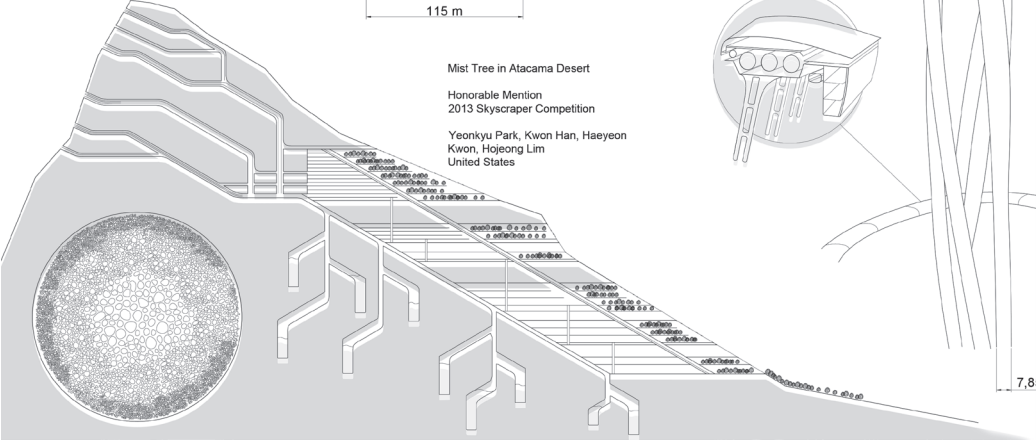 115 m
Mist Tree in Atacama Desert
Honorable Mention
2013 Skyscraper Competition
Yeonkyu Park, Kwon Han, Haeyeon
Kwon, Hojeong Lim
United States
7,8